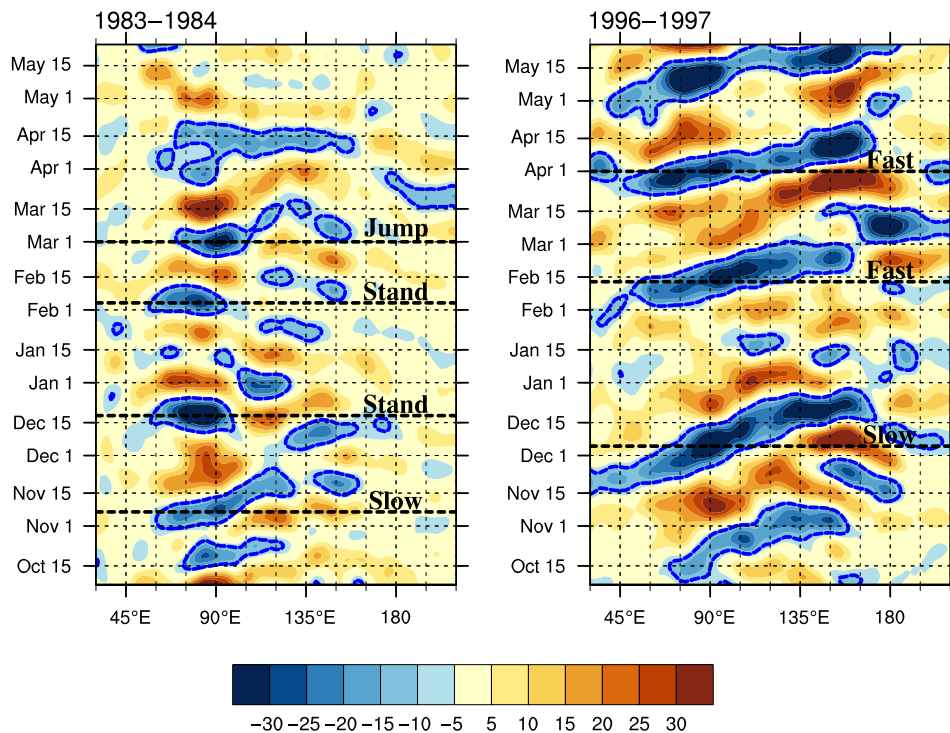 1983−1984
May 15
May 1
Apr 15
Apr 1
Mar 15
Mar 1
Feb 15
Feb 1
Jan 15
Jan 1
Dec 15
Dec 1
Nov 15
Nov 1
Oct 15
Jump
Stand
Stand
Slow
45°E 90°E 135°E 180
1996−1997
May 15
May 1
Apr 15
Apr 1
Mar 15
Mar 1
Feb 15
Feb 1
Jan 15
Jan 1
Dec 15
Dec 1
Nov 15
Nov 1
Oct 15
Fast
Fast
Slow
45°E 90°E 135°E 180
−30 −25 −20 −15 −10 −5 5 10 15 20 25 30